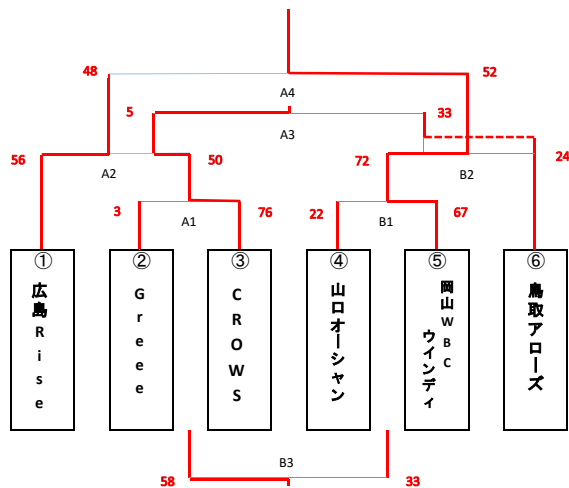 48
52
A4
5
33
A3
56
50
72
24
A2
B2
3
76
22
67
A1
B1
① 広島Rise
② Greee
③ CROWS
④ 山口オーシャン
⑤ 岡山WBC
ウインディ
⑥ 鳥取アローズ
B3
58
33